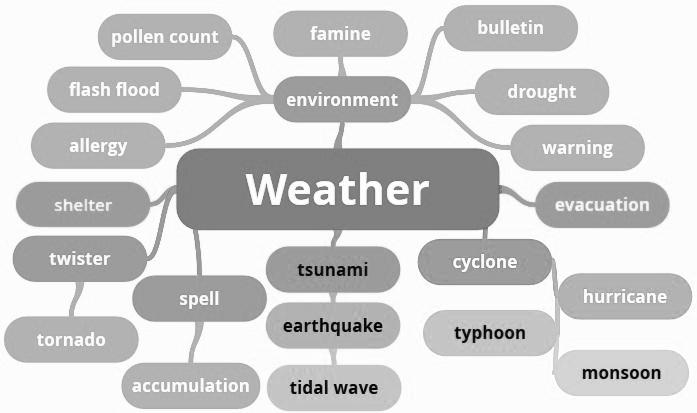 pollen count
famine
bulletin
flash flood
environment
drought
allergy
warning
Weather
shelter
evacuation
twister
tsunami
cyclone
spell
hurricane
earthquake
typhoon
tornado
monsoon
accumulation
tidal wave